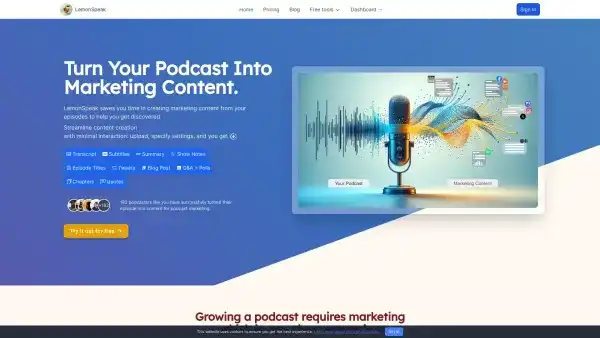 LemonSpeak
Home
Pricing
Blog
Free tools
Dashboard →
Sign in
Turn Your Podcast Into
Marketing Content.
LemonSpeak saves you time in creating marketing content from your
episodes to help you get discovered
Streamline content creation
with minimal interaction: upload, specify settings, and you get
Transcript
Subtitles
Summary
Show Notes
Episode Titles
Tweets
Blog Post
Q&A + Polls
Chapters
Quotes
podcasters like you have successfully turned their
episode into content for podcast marketing.
Try it out for free →
Your Podcast
Marketing Content
Growing a podcast requires marketing
This website uses cookies to ensure you get the best experience.